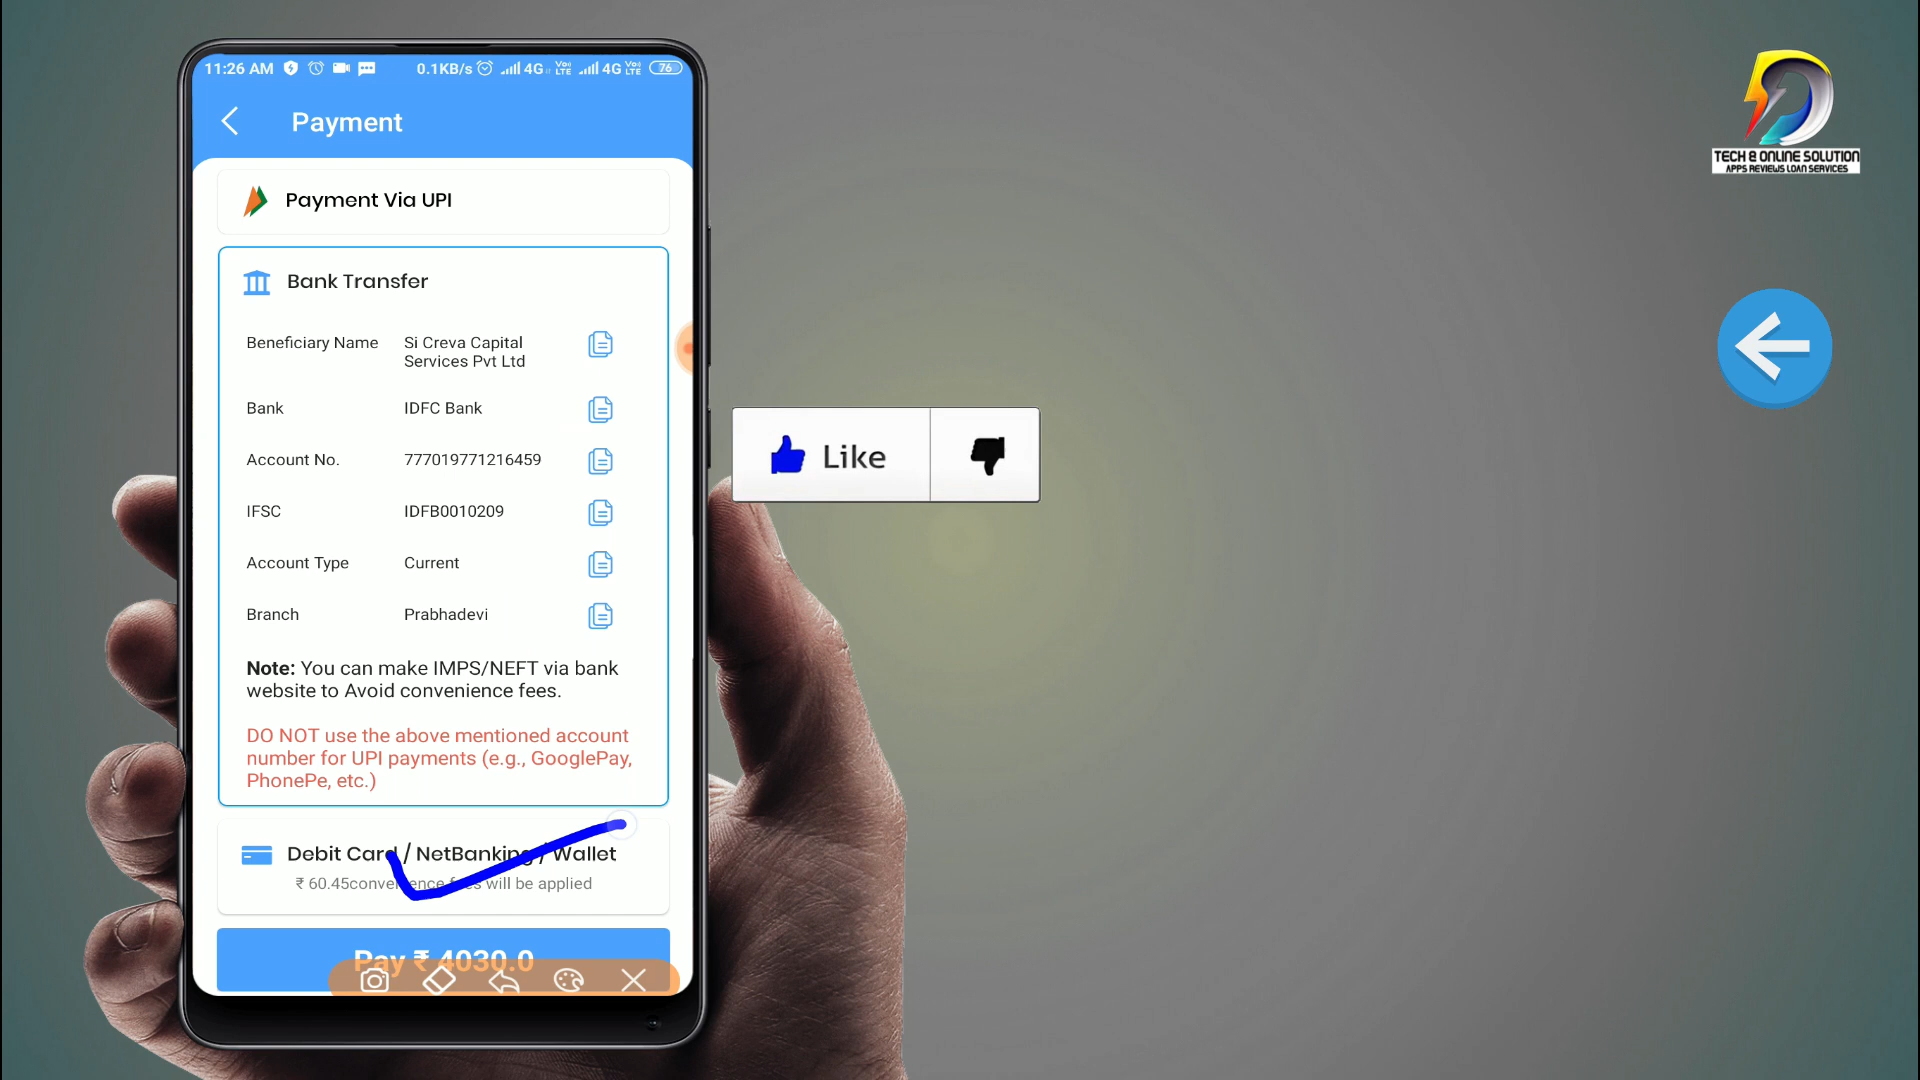 11:26 AM
0.1KB/s
4G
Vo))
LTE
4G
Vo))
LTE
76
Payment
Payment Via UPI
Bank Transfer
Beneficiary Name
Si Creva Capital
Services Pvt Ltd
Bank
IDFC Bank
Account No.
777019771216459
IFSC
IDFB0010209
Account Type
Current
Branch
Prabhadevi
Note: You can make IMPS/NEFT via bank
website to Avoid convenience fees.
DO NOT use the above mentioned account
number for UPI payments (e.g., GooglePay,
PhonePe, etc.)
Debit Card / NetBanking / Wallet
₹ 60.45convenience fees will be applied
Pay ₹ 4030.0
Like
TECH & ONLINE SOLUTION
APPS REVIEWS LOAN SERVICES